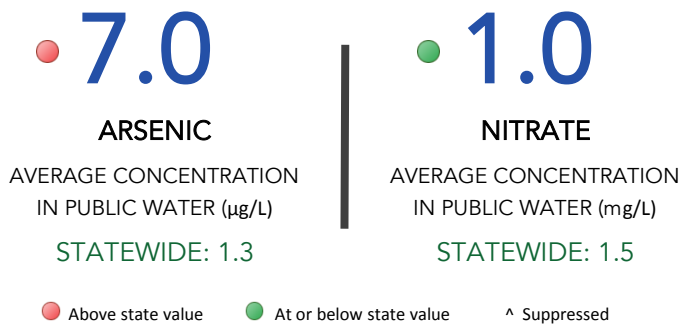 7.0
ARSENIC
AVERAGE CONCENTRATION
IN PUBLIC WATER (µg/L)
STATEWIDE: 1.3
1.0
NITRATE
AVERAGE CONCENTRATION
IN PUBLIC WATER (mg/L)
STATEWIDE: 1.5
Above state value At or below state value ^ Suppressed